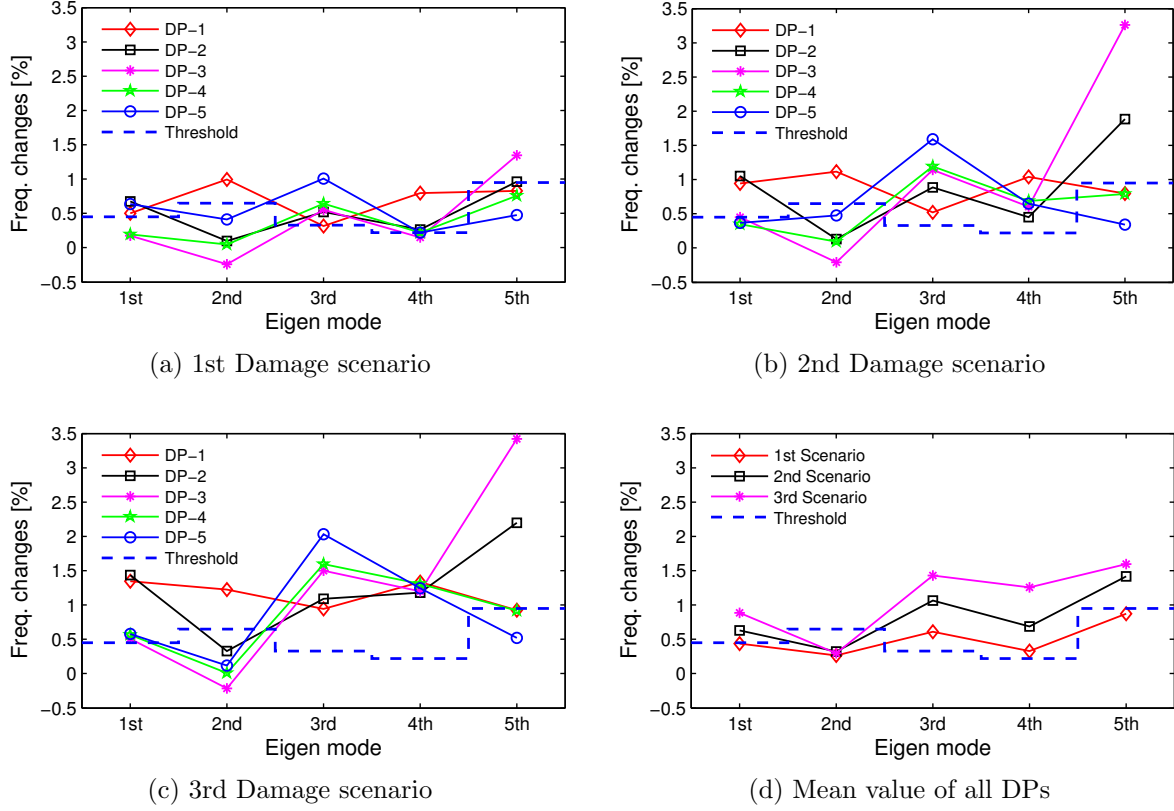 3.5
3
2.5
2
1.5
1
0.5
0
−0.5
Freq. changes [%]
DP−1
DP−2
DP−3
DP−4
DP−5
Threshold
1st 2nd 3rd 4th 5th
Eigen mode
(a) 1st Damage scenario
3.5
3
2.5
2
1.5
1
0.5
0
−0.5
Freq. changes [%]
DP−1
DP−2
DP−3
DP−4
DP−5
Threshold
1st 2nd 3rd 4th 5th
Eigen mode
(b) 2nd Damage scenario
3.5
3
2.5
2
1.5
1
0.5
0
−0.5
Freq. changes [%]
DP−1
DP−2
DP−3
DP−4
DP−5
Threshold
1st 2nd 3rd 4th 5th
Eigen mode
(c) 3rd Damage scenario
3.5
3
2.5
2
1.5
1
0.5
0
−0.5
Freq. changes [%]
1st Scenario
2nd Scenario
3rd Scenario
Threshold
1st 2nd 3rd 4th 5th
Eigen mode
(d) Mean value of all DPs